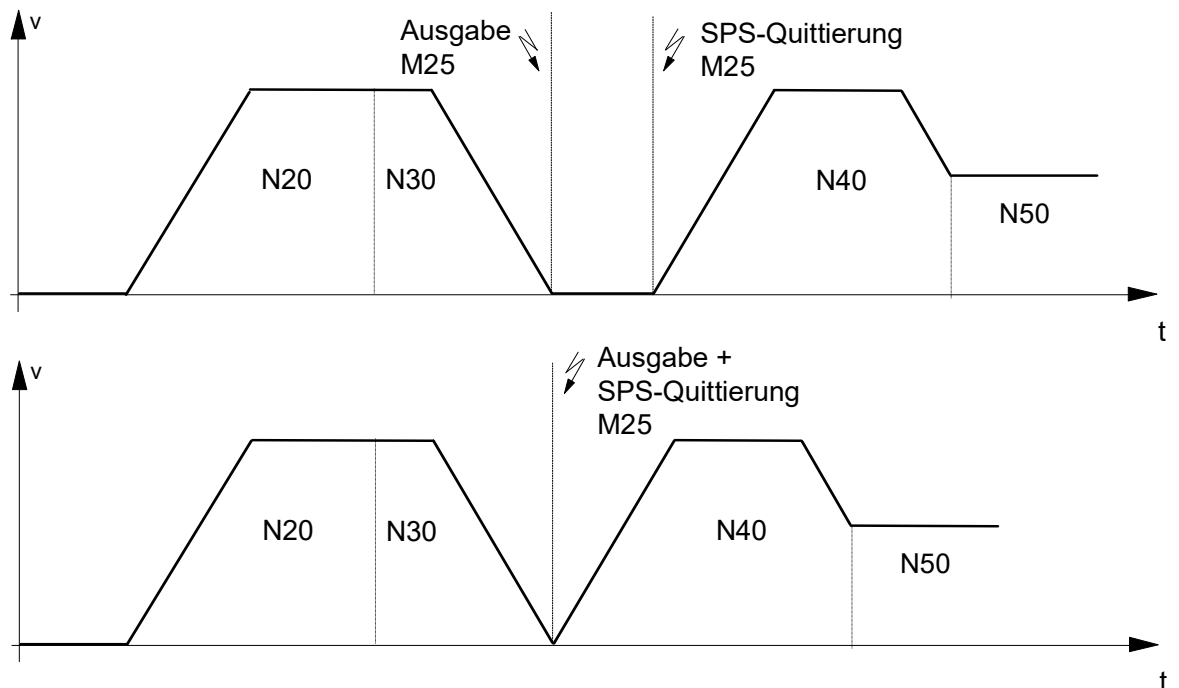 v
Ausgabe
M25
SPS-Quittierung
M25
N20
N30
N40
N50
t
v
Ausgabe +
SPS-Quittierung
M25
N20
N30
N40
N50
t